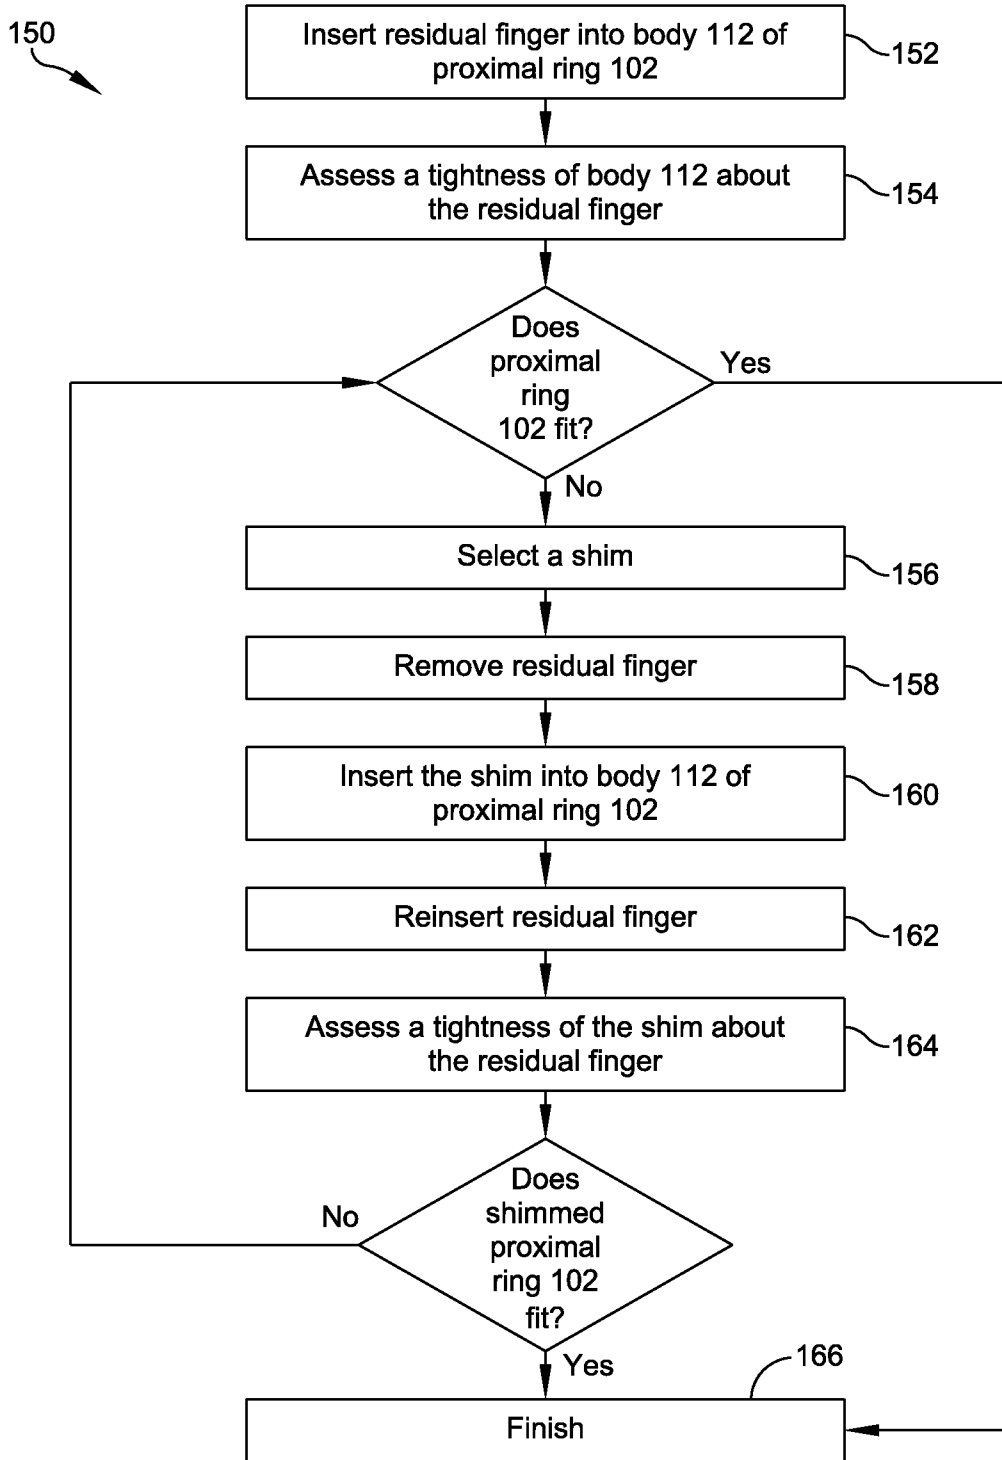 150
Insert residual finger into body 112 of
proximal ring 102
152
Assess a tightness of body 112 about
the residual finger
154
Does
proximal
ring
102 fit?
Yes
No
Select a shim
156
Remove residual finger
158
Insert the shim into body 112 of
proximal ring 102
160
Reinsert residual finger
162
Assess a tightness of the shim about
the residual finger
164
Does
shimmed
proximal
ring 102
fit?
No
Yes
166
Finish